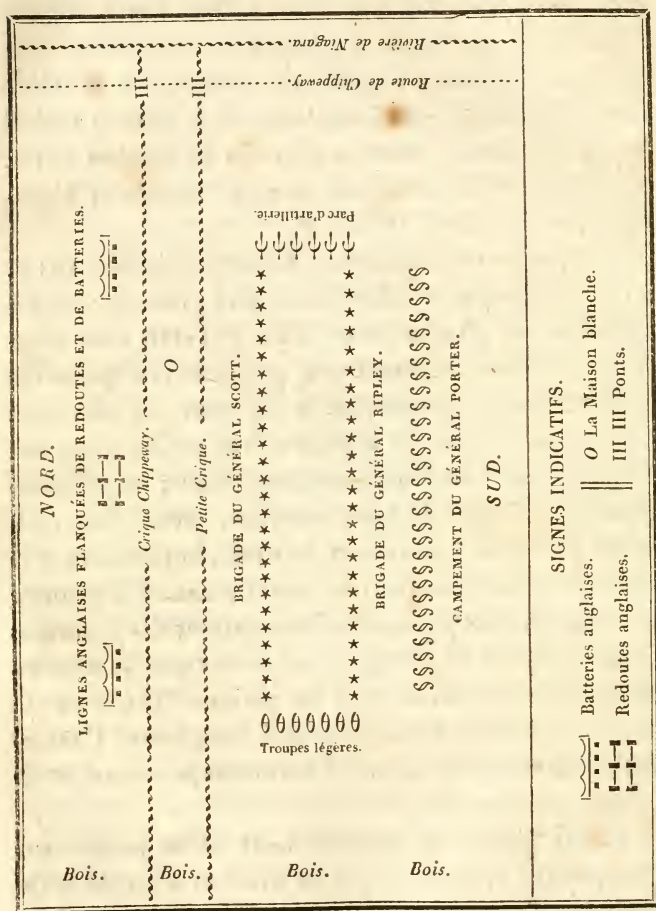 Rivière de Niagara.
Route de Chippeway.
NORD.
LIGNES ANGLAISES FLANQUÉES DE REDOUTES ET DE BATTERIES.
III
Crique Chippeway.
O
III
Petite Crique.
BRIGADE DU GÉNÉRAL SCOTT.
Parc d'artillerie.
Troupes légères.
BRIGADE DU GÉNÉRAL RIPLEY.
CAMPEMENT DU GÉNÉRAL PORTER.
SUD.
Bois.
Bois.
Bois.
Bois.
SIGNES INDICATIFS.
Batteries anglaises.
Redoutes anglaises.
O La Maison blanche.
III III Ponts.